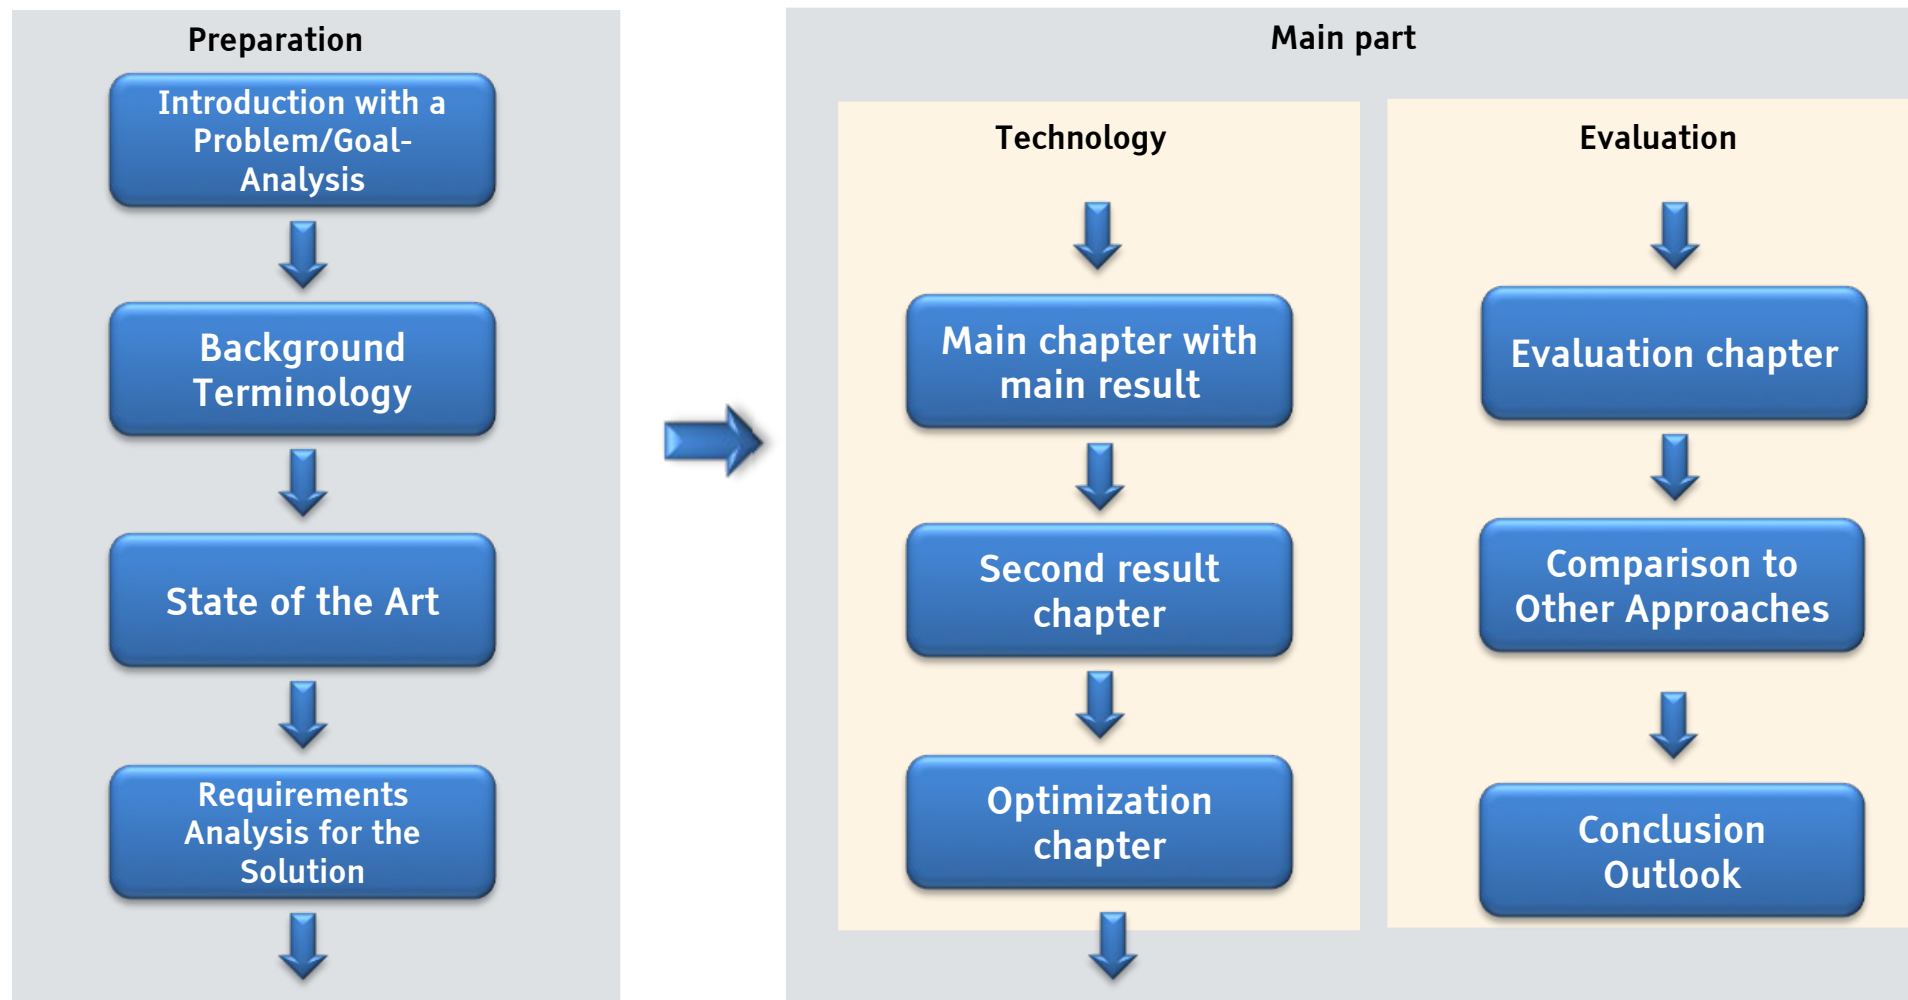 Preparation
Introduction with a
Problem/Goal-
Analysis
Background
Terminology
State of the Art
Requirements
Analysis for the
Solution
Main part
Technology
Main chapter with
main result
Second result
chapter
Optimization
chapter
Evaluation
Evaluation chapter
Comparison to
Other Approaches
Conclusion
Outlook